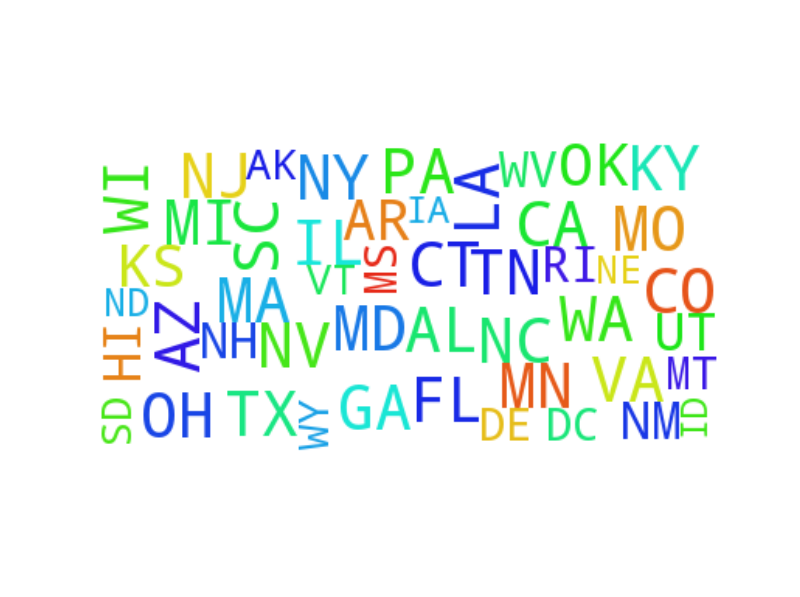 WI NJ AK NY PA LA WV OK KY
MI SC IL AR IA CA MO
KS VT MS CT TN RI NE CO
ND AZ MA
HI NH NV MD AL NC WA UT
SD OH TX WY GA FL MN VA MT
DE DC NM ID